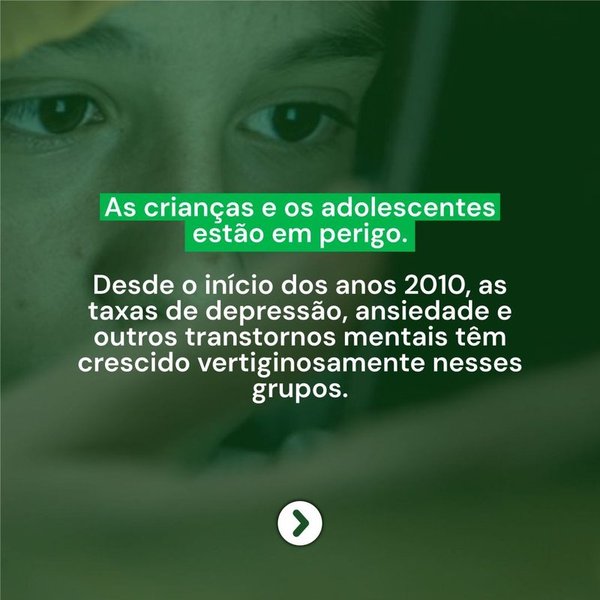 As crianças e os adolescentes
estão em perigo.
Desde o início dos anos 2010, as
taxas de depressão, ansiedade e
outros transtornos mentais têm
crescido vertiginosamente nesses
grupos.